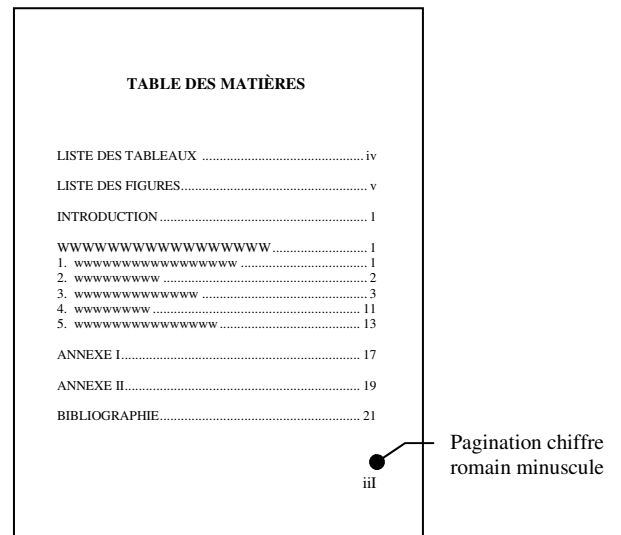 TABLE DES MATIÈRES
LISTE DES TABLEAUX .............................................. iv
LISTE DES FIGURES...................................................... v
INTRODUCTION ............................................................ 1
WWWWWWWWWWWWWWWWW ........................... 1
1. wwwwwwwwwwwwwwwww .................................... 1
2. wwwwwwwww .......................................................... 2
3. wwwwwwwwwwwww ............................................... 3
4. wwwwwwww ........................................................... 11
5. wwwwwwwwwwwwwww ........................................ 13
ANNEXE I.................................................................... 17
ANNEXE II................................................................... 19
BIBLIOGRAPHIE......................................................... 21
Pagination chiffre
romain minuscule
iiI